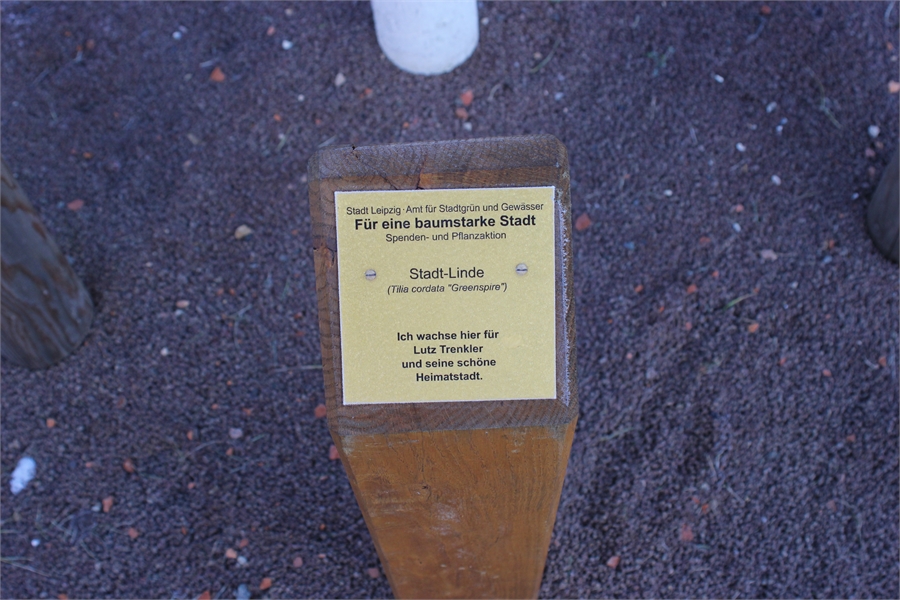 Stadt Leipzig · Amt für Stadtgrün und Gewässer
Für eine baumstarke Stadt
Spenden- und Pflanzaktion
Stadt-Linde
(Tilia cordata "Greenspire")
Ich wachse hier für
Lutz Trenkler
und seine schöne
Heimatstadt.